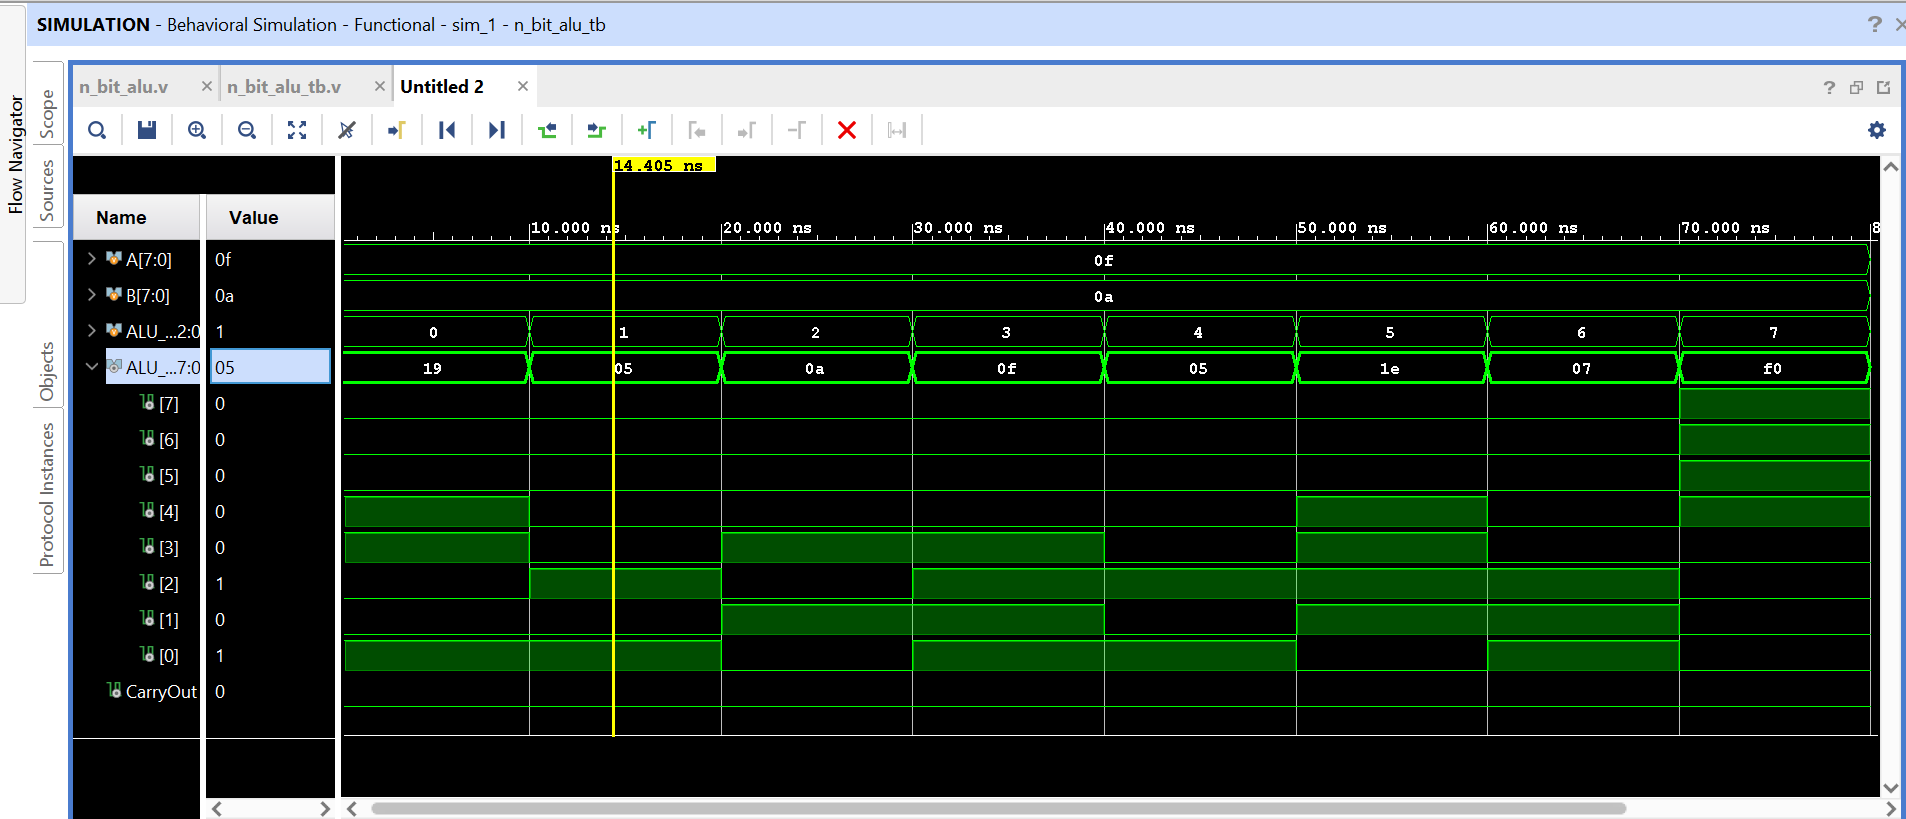 SIMULATION - Behavioral Simulation - Functional - sim_1 - n_bit_alu_tb
Flow Navigator
Scope
Sources
Objects
Protocol Instances
n_bit_alu.v
n_bit_alu_tb.v
Untitled 2
14.405 ns
Name Value
10.000 ns 20.000 ns 30.000 ns 40.000 ns 50.000 ns 60.000 ns 70.000 ns 8
A[7:0] 0f 0f
B[7:0] 0a 0a
ALU_...2:0 1 0 1 2 3 4 5 6 7
ALU_...7:0 05 19 05 0a 0f 05 1e 07 f0
[7] 0
[6] 0
[5] 0
[4] 0
[3] 0
[2] 1
[1] 0
[0] 1
CarryOut 0